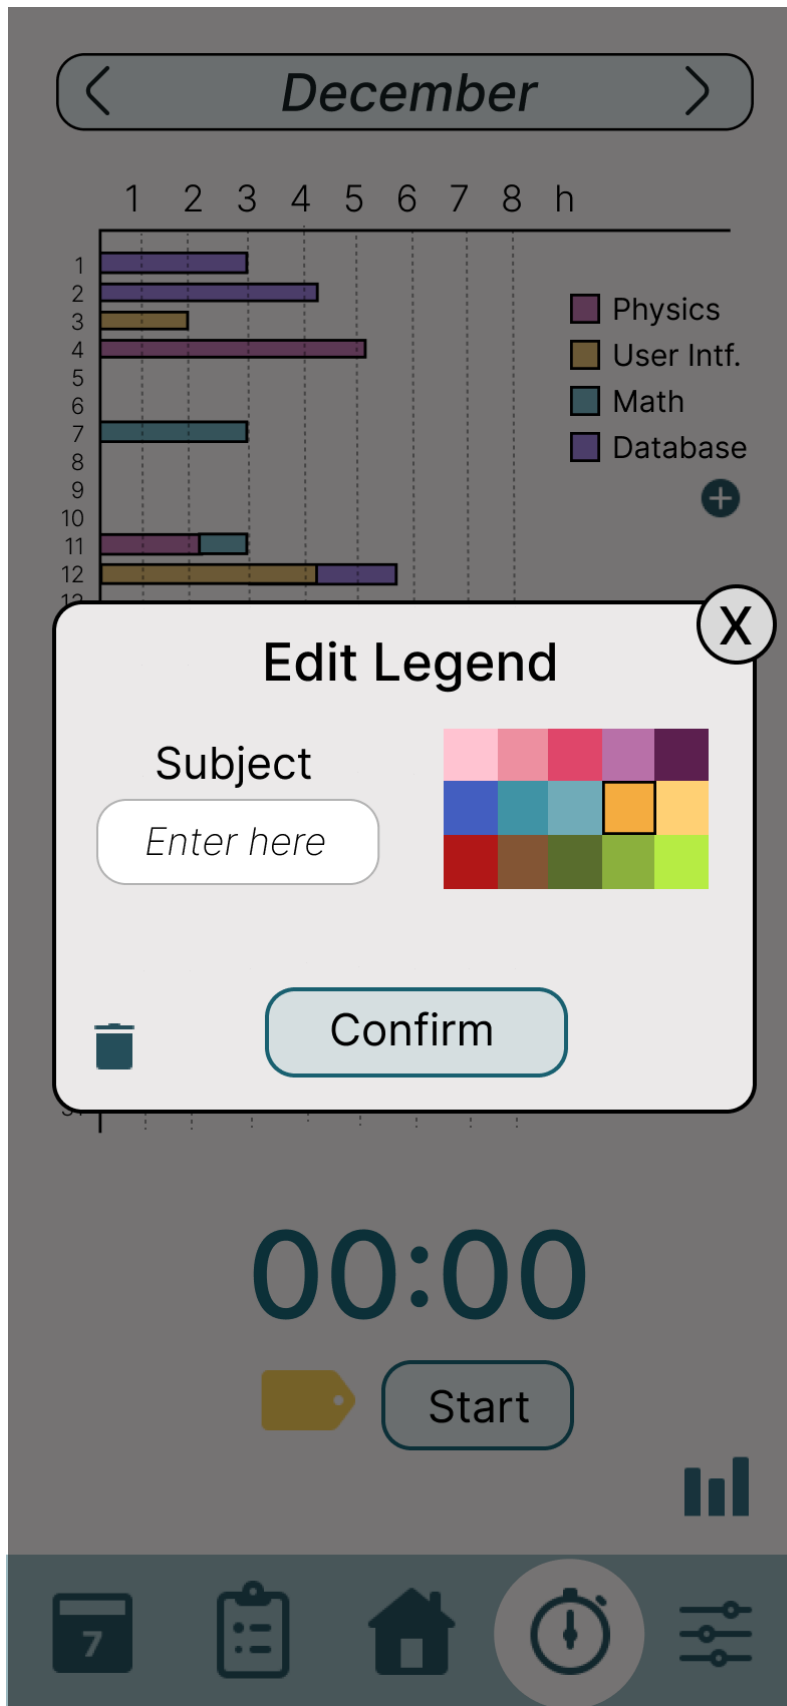 December
1 2 3 4 5 6 7 8 h
1
2
3
4
5
6
7
8
9
10
11
12
Physics
User Intf.
Math
Database
X
Edit Legend
Subject
Enter here
Confirm
00:00
Start
7